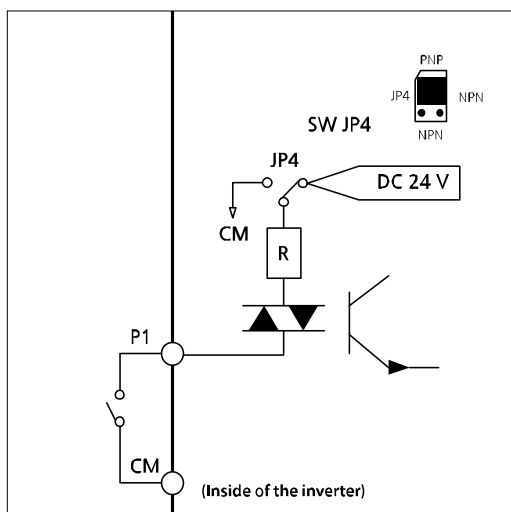 PNP
JP4
NPN
NPN
SW JP4
JP4
DC 24 V
CM
R
P1
CM
(Inside of the inverter)